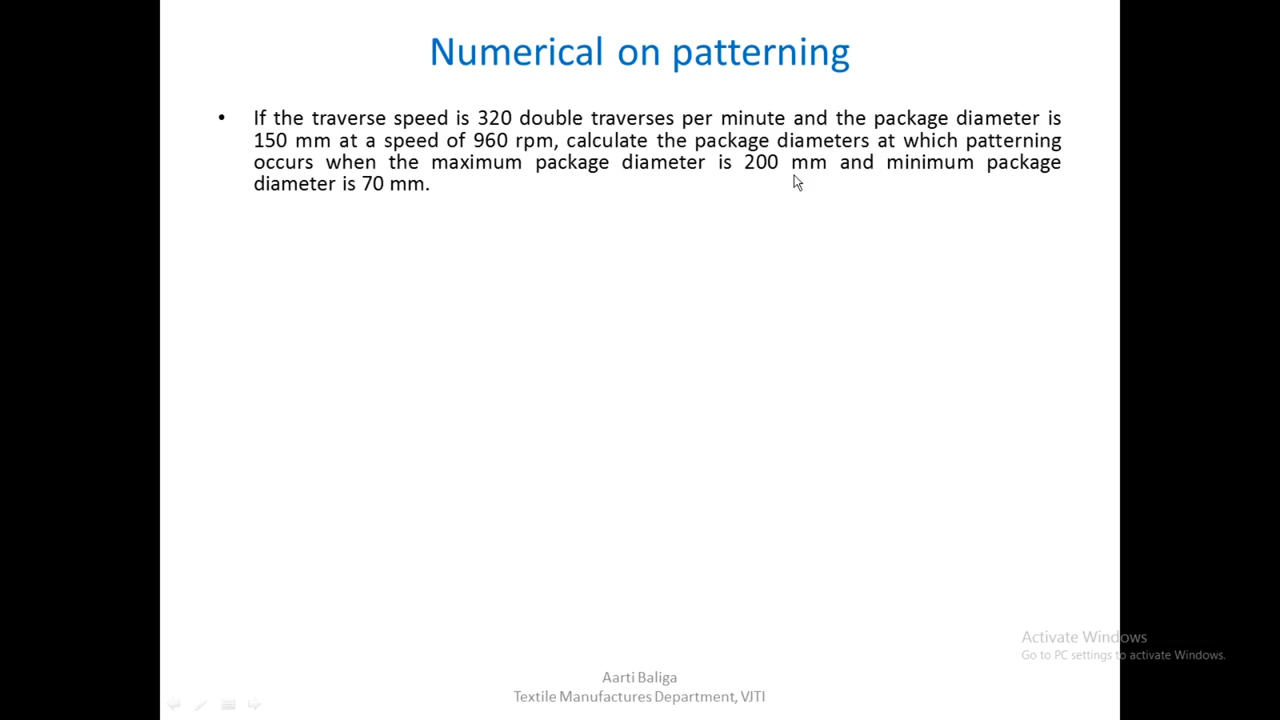 Numerical on patterning
• If the traverse speed is 320 double traverses per minute and the package diameter is
150 mm at a speed of 960 rpm, calculate the package diameters at which patterning
occurs when the maximum package diameter is 200 mm and minimum package
diameter is 70 mm.
Activate Windows
Go to PC settings to activate Windows.
Aarti Baliga
Textile Manufactures Department, VJTI